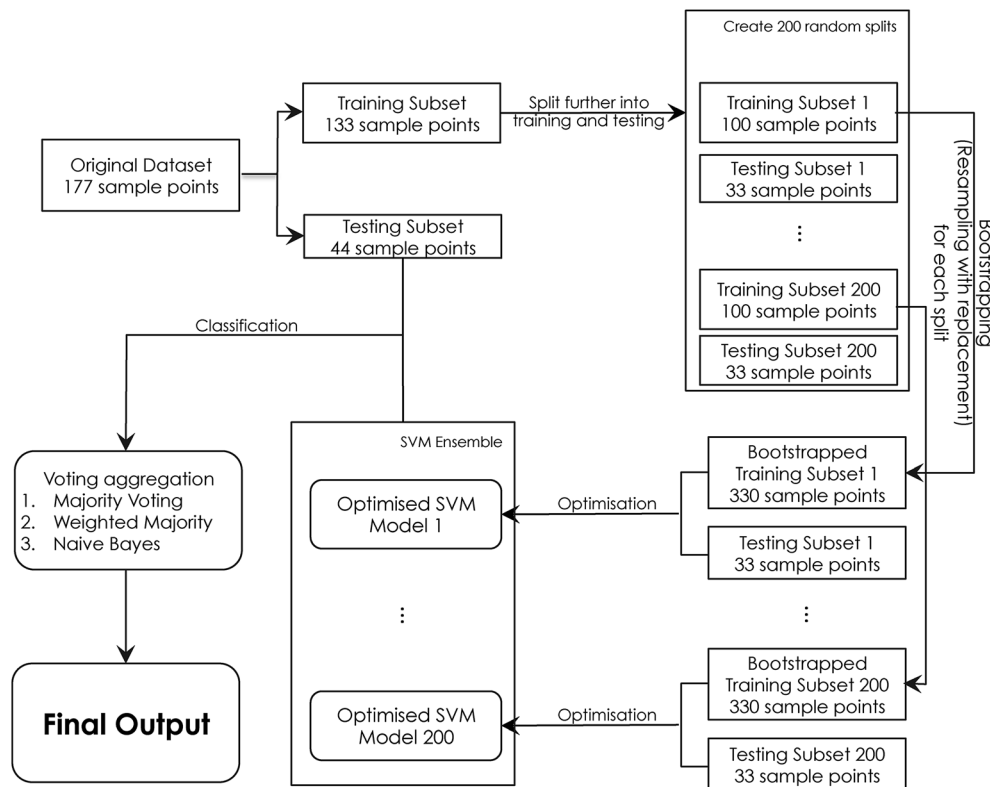 Create 200 random splits
Training Subset
133 sample points
Split further into
training and testing
Training Subset 1
100 sample points
Original Dataset
177 sample points
Testing Subset 1
33 sample points
Testing Subset
44 sample points
...
Bootstrapping
(Resampling with replacement)
for each split
Training Subset 200
100 sample points
Classification
Testing Subset 200
33 sample points
SVM Ensemble
Bootstrapped
Training Subset 1
330 sample points
Voting aggregation
1. Majority Voting
2. Weighted Majority
3. Naive Bayes
Optimised SVM
Model 1
Optimisation
Testing Subset 1
33 sample points
...
...
Bootstrapped
Training Subset 200
330 sample points
Final Output
Optimised SVM
Model 200
Optimisation
Testing Subset 200
33 sample points